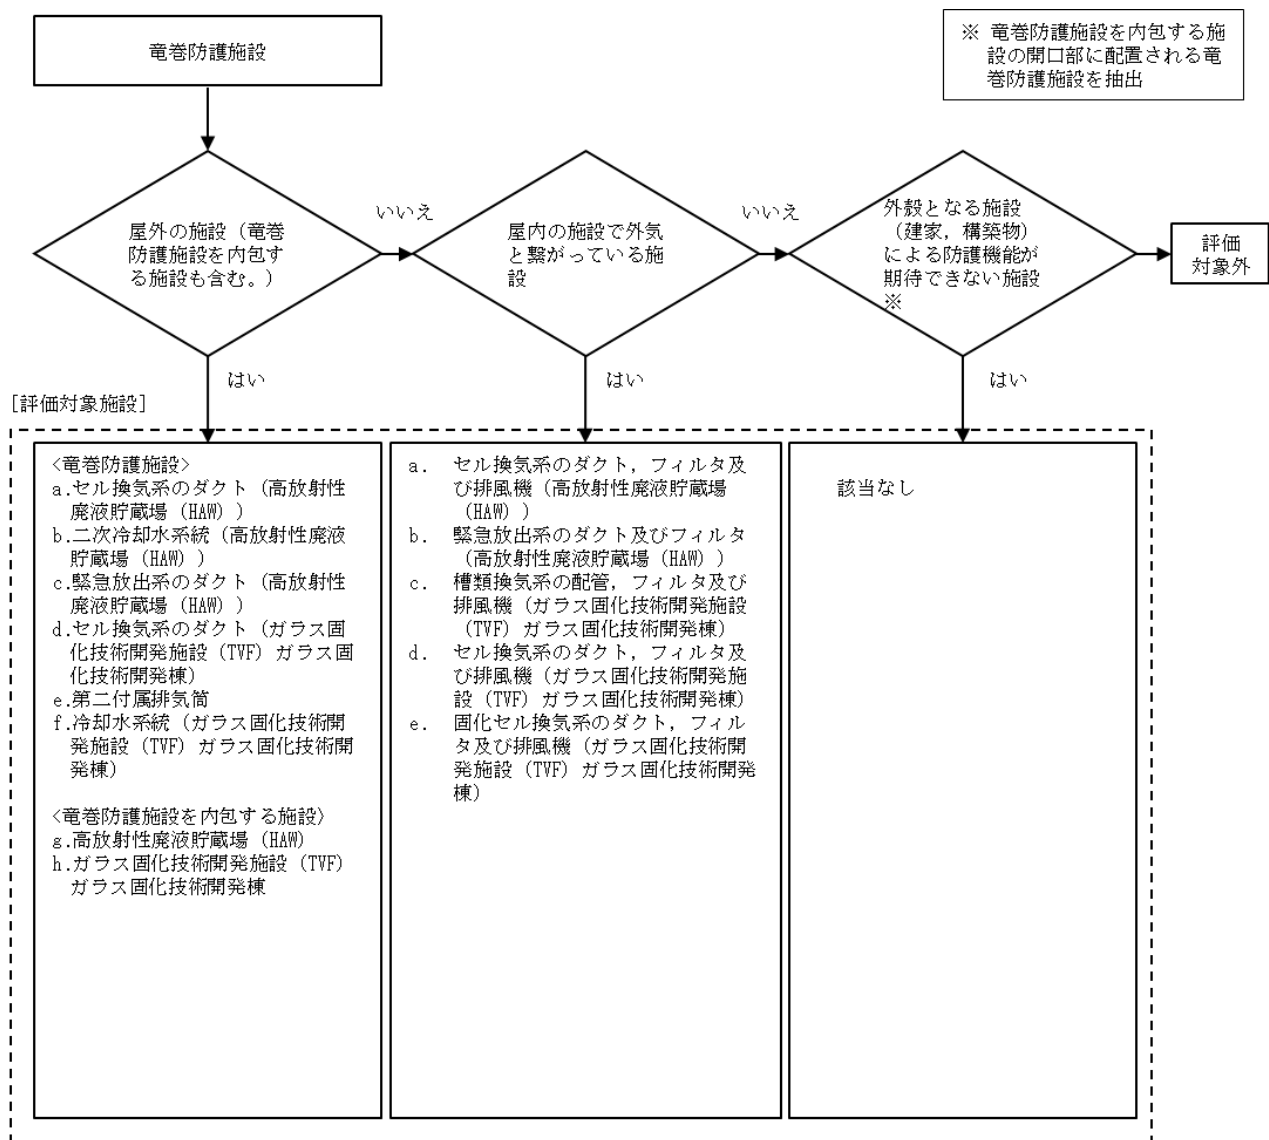 竜巻防護施設
※ 竜巻防護施設を内包する施
設の開口部に配置される竜
巻防護施設を抽出
屋外の施設（竜巻
防護施設を内包す
る施設も含む。）
いいえ
屋内の施設で外気
と繋がっている施
設
いいえ
外殻となる施設
（建家，構築物）
による防護機能が
期待できない施設
※
評価
対象外
はい
はい
はい
[評価対象施設]
<竜巻防護施設>
a.セル換気系のダクト（高放射性
廃液貯蔵場（HAW））
b.二次冷却水系統（高放射性廃液
貯蔵場（HAW））
c.緊急放出系のダクト（高放射性
廃液貯蔵場（HAW））
d.セル換気系のダクト（ガラス固
化技術開発施設（TVF）ガラス固
化技術開発棟）
e.第二付属排気筒
f.冷却水系統（ガラス固化技術開
発施設（TVF）ガラス固化技術開
発棟）
<竜巻防護施設を内包する施設>
g.高放射性廃液貯蔵場（HAW）
h.ガラス固化技術開発施設（TVF）
ガラス固化技術開発棟
a. セル換気系のダクト，フィルタ及
び排風機（高放射性廃液貯蔵場
（HAW））
b. 緊急放出系のダクト及びフィルタ
（高放射性廃液貯蔵場（HAW））
c. 槽類換気系の配管，フィルタ及び
排風機（ガラス固化技術開発施設
（TVF）ガラス固化技術開発棟）
d. セル換気系のダクト，フィルタ及
び排風機（ガラス固化技術開発施
設（TVF）ガラス固化技術開発棟）
e. 固化セル換気系のダクト，フィル
タ及び排風機（ガラス固化技術開
発施設（TVF）ガラス固化技術開発
棟）
該当なし